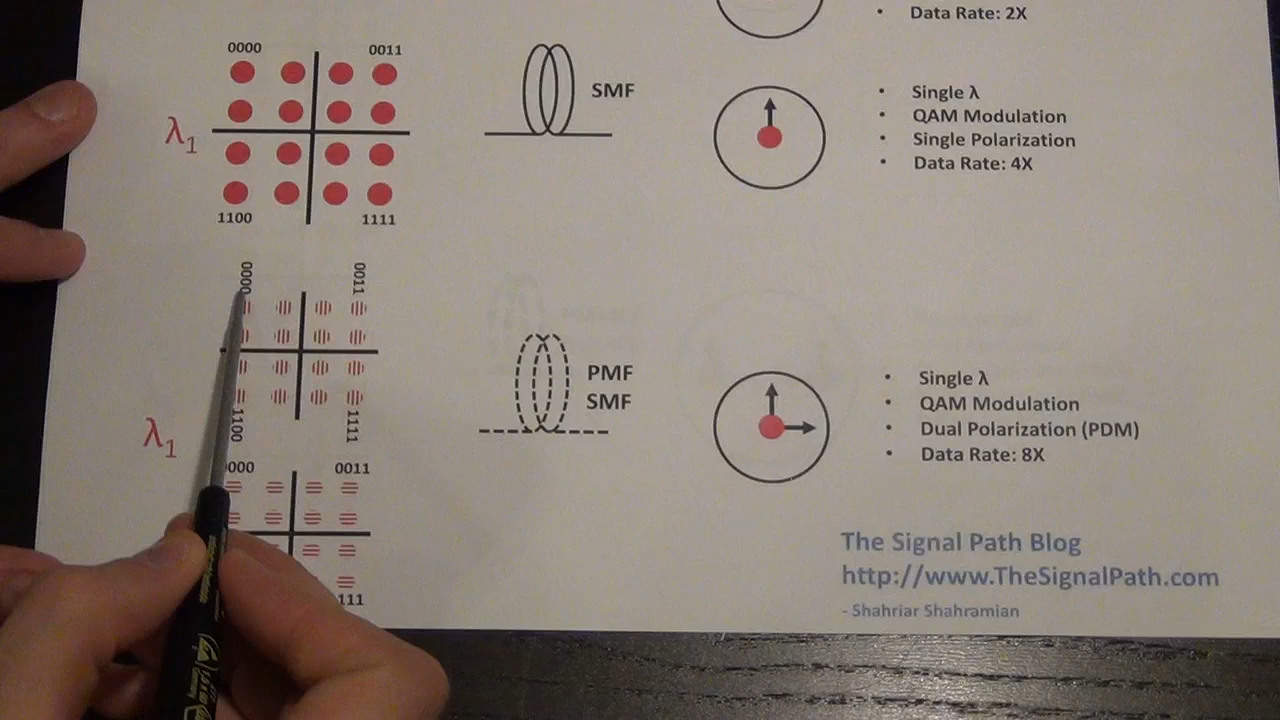 • Data Rate: 2X
0000
0011
λ1
1100
1111
SMF
• Single λ
• QAM Modulation
• Single Polarization
• Data Rate: 4X
0000
0011
1100
1111
λ1
0011
PMF
SMF
• Single λ
• QAM Modulation
• Dual Polarization (PDM)
• Data Rate: 8X
The Signal Path Blog
http://www.TheSignalPath.com
- Shahriar Shahramian